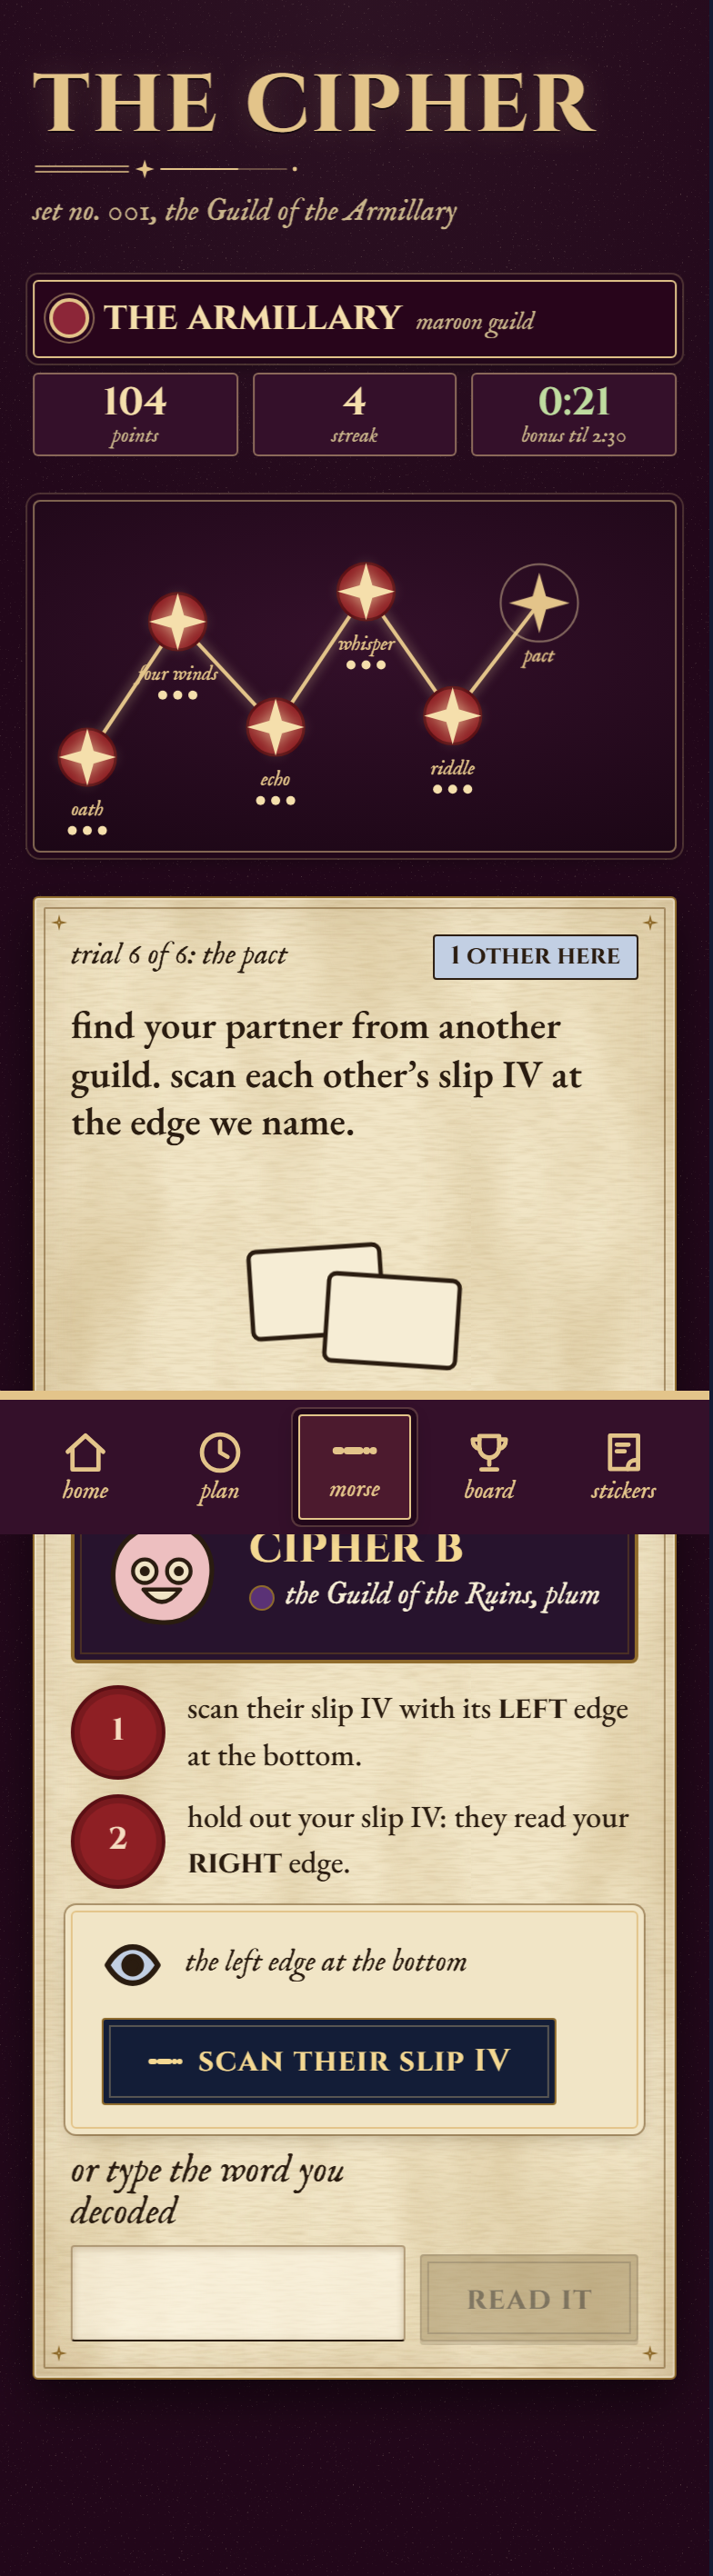 THE CIPHER
set no. 001, the Guild of the Armillary
THE ARMILLARY maroon guild
104
points
4
streak
0:21
bonus til 2:30
four winds
whisper
pact
echo
riddle
oath
trial 6 of 6: the pact
1 OTHER HERE
find your partner from another
guild. scan each other’s slip IV at
the edge we name.
home
plan
morse
board
stickers
CIPHER B
the Guild of the Ruins, plum
1
scan their slip IV with its LEFT edge
at the bottom.
2
hold out your slip IV: they read your
RIGHT edge.
the left edge at the bottom
SCAN THEIR SLIP IV
or type the word you
decoded
READ IT